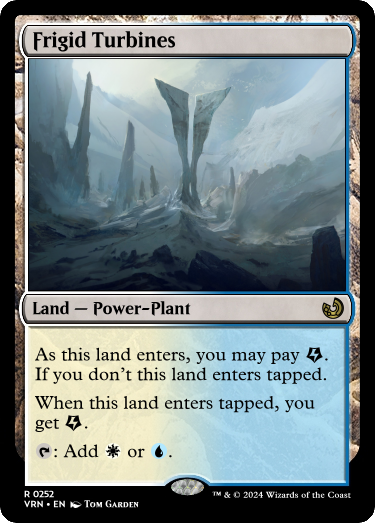 Frigid Turbines
Land — Power-Plant
As this land enters, you may pay .
If you don't this land enters tapped.
When this land enters tapped, you
get .
: Add or .
R 0252
VRN • EN Tom Garden
™ & © 2024 Wizards of the Coast